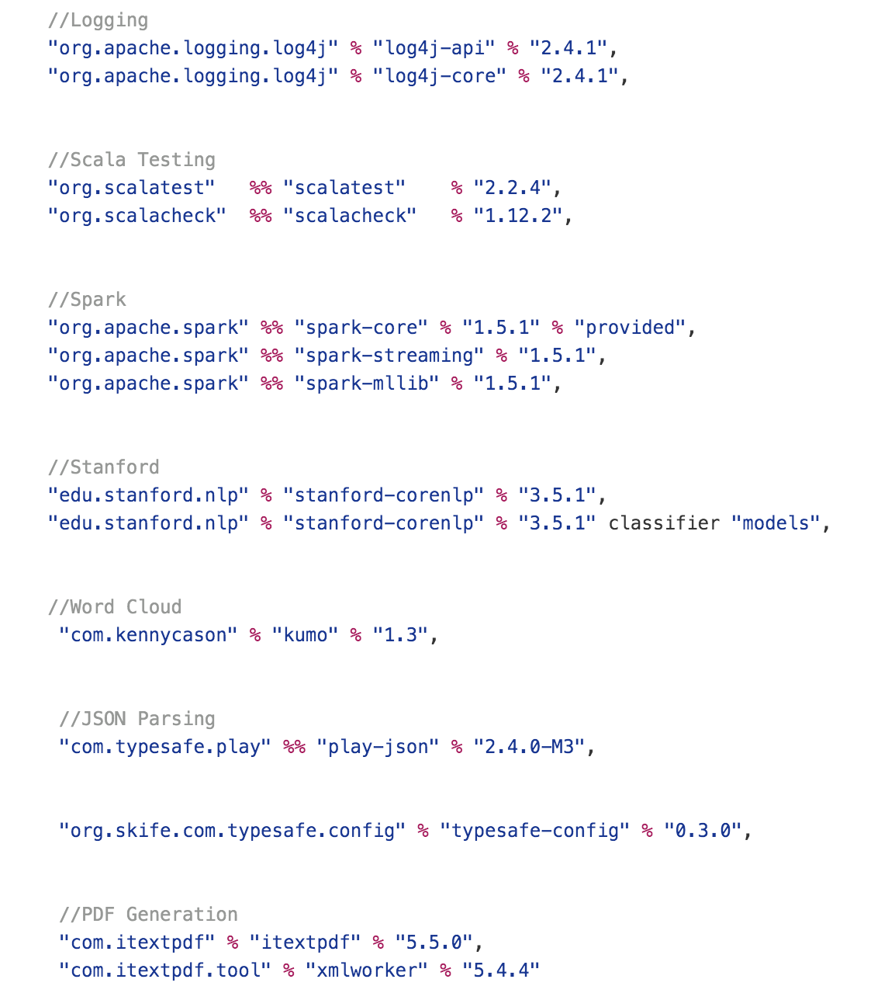 //Logging
"org.apache.logging.log4j" % "log4j-api" % "2.4.1",
"org.apache.logging.log4j" % "log4j-core" % "2.4.1",
//Scala Testing
"org.scalatest"   %% "scalatest"    % "2.2.4",
"org.scalacheck"  %% "scalacheck"   % "1.12.2",
//Spark
"org.apache.spark" %% "spark-core" % "1.5.1" % "provided",
"org.apache.spark" %% "spark-streaming" % "1.5.1",
"org.apache.spark" %% "spark-mllib" % "1.5.1",
//Stanford
"edu.stanford.nlp" % "stanford-corenlp" % "3.5.1",
"edu.stanford.nlp" % "stanford-corenlp" % "3.5.1" classifier "models",
//Word Cloud
"com.kennycason" % "kumo" % "1.3",
//JSON Parsing
"com.typesafe.play" %% "play-json" % "2.4.0-M3",
"org.skife.com.typesafe.config" % "typesafe-config" % "0.3.0",
//PDF Generation
"com.itextpdf" % "itextpdf" % "5.5.0",
"com.itextpdf.tool" % "xmlworker" % "5.4.4"